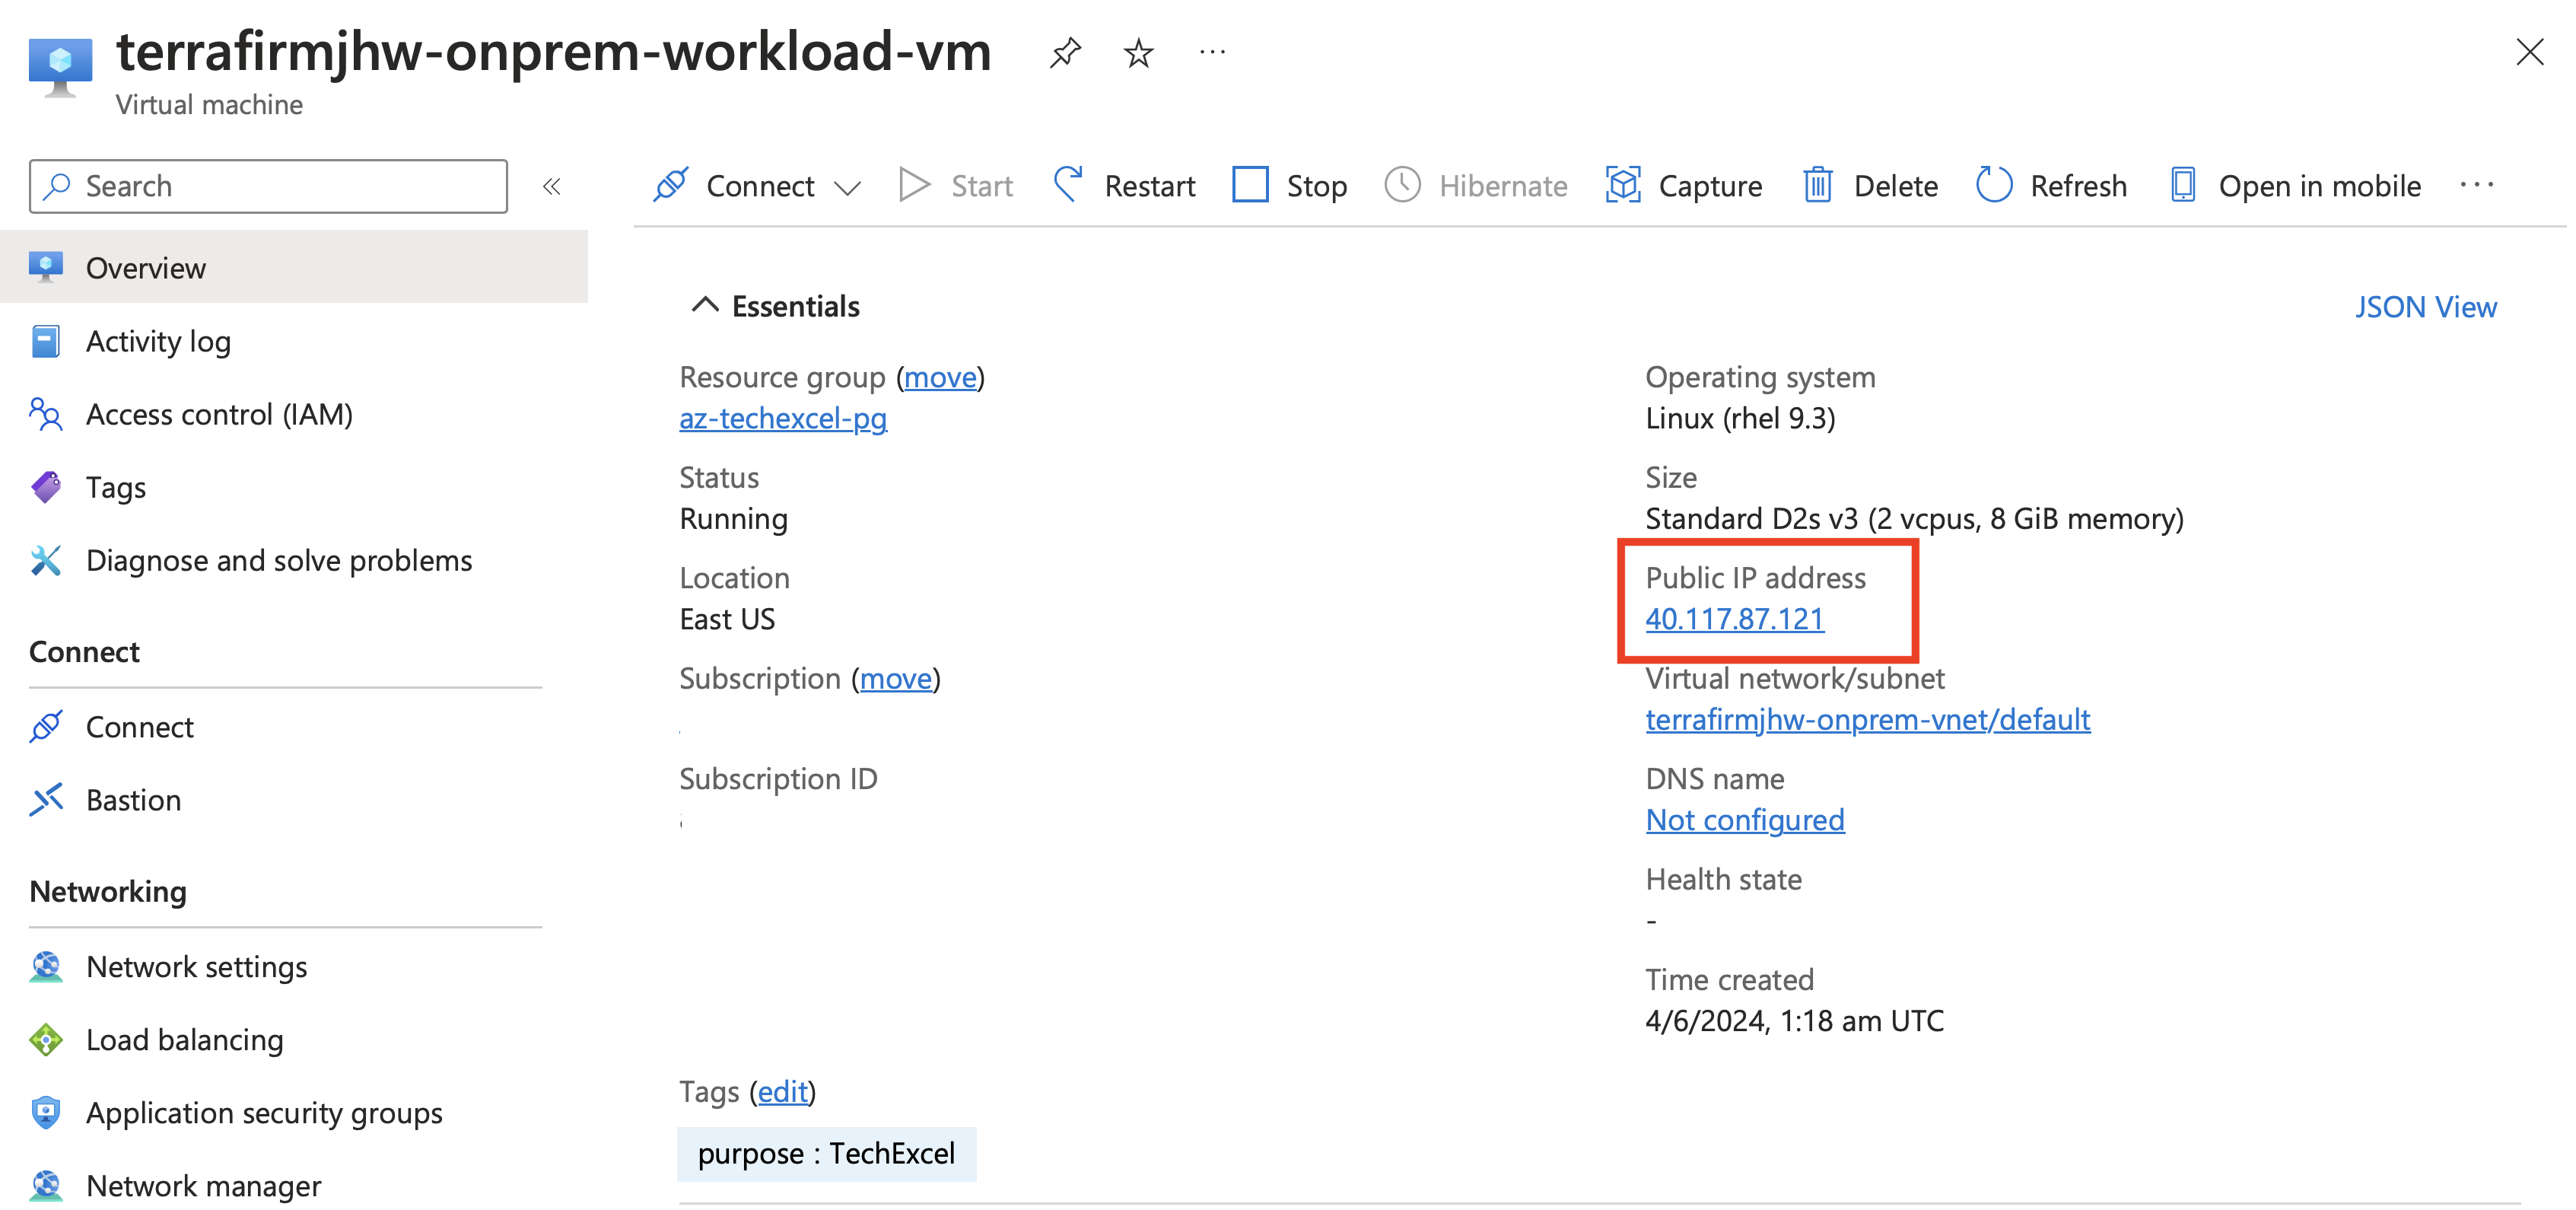 terrafirmjhw-onprem-workload-vm
Virtual machine
Search
Connect
Start
Restart
Stop
Hibernate
Capture
Delete
Refresh
Open in mobile
Overview
Activity log
Access control (IAM)
Tags
Diagnose and solve problems
Connect
Connect
Bastion
Networking
Network settings
Load balancing
Application security groups
Network manager
Essentials
JSON View
Resource group (move)
az-techexcel-pg
Status
Running
Location
East US
Subscription (move)
Subscription ID
Operating system
Linux (rhel 9.3)
Size
Standard D2s v3 (2 vcpus, 8 GiB memory)
Public IP address
40.117.87.121
Virtual network/subnet
terrafirmjhw-onprem-vnet/default
DNS name
Not configured
Health state
-
Time created
4/6/2024, 1:18 am UTC
Tags (edit)
purpose : TechExcel